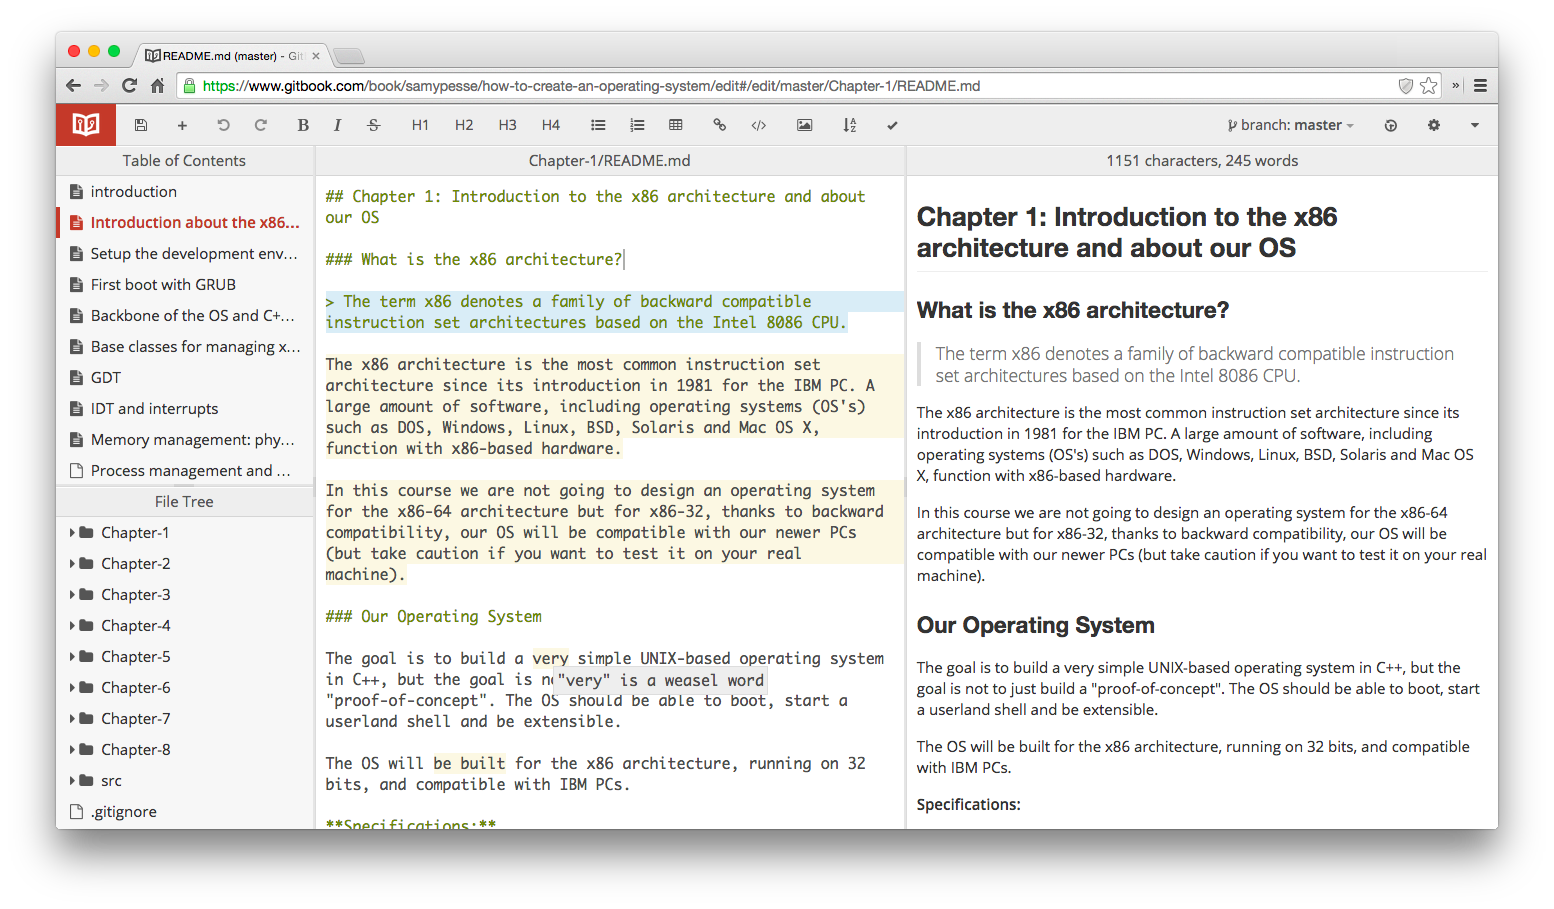 README.md (master) - Git
https://www.gitbook.com/book/samypesse/how-to-create-an-operating-system/edit#/edit/master/Chapter-1/README.md
B I S H1 H2 H3 H4 branch: master
Table of Contents
introduction
Introduction about the x86...
Setup the development env...
First boot with GRUB
Backbone of the OS and C+...
Base classes for managing x...
GDT
IDT and interrupts
Memory management: phy...
Process management and ...
File Tree
Chapter-1
Chapter-2
Chapter-3
Chapter-4
Chapter-5
Chapter-6
Chapter-7
Chapter-8
src
.gitignore
Chapter-1/README.md
## Chapter 1: Introduction to the x86 architecture and about
our OS
### What is the x86 architecture?
> The term x86 denotes a family of backward compatible
instruction set architectures based on the Intel 8086 CPU.
The x86 architecture is the most common instruction set
architecture since its introduction in 1981 for the IBM PC. A
large amount of software, including operating systems (OS's)
such as DOS, Windows, Linux, BSD, Solaris and Mac OS X,
function with x86-based hardware.
In this course we are not going to design an operating system
for the x86-64 architecture but for x86-32, thanks to backward
compatibility, our OS will be compatible with our newer PCs
(but take caution if you want to test it on your real
machine).
### Our Operating System
The goal is to build a very simple UNIX-based operating system
in C++, but the goal is
"very" is a weasel word
"proof-of-concept". The OS should be able to boot, start a
userland shell and be extensible.
The OS will be built for the x86 architecture, running on 32
bits, and compatible with IBM PCs.
**Specifications:**
1151 characters, 245 words
Chapter 1: Introduction to the x86
architecture and about our OS
What is the x86 architecture?
The term x86 denotes a family of backward compatible instruction
set architectures based on the Intel 8086 CPU.
The x86 architecture is the most common instruction set architecture since its
introduction in 1981 for the IBM PC. A large amount of software, including
operating systems (OS's) such as DOS, Windows, Linux, BSD, Solaris and Mac OS
X, function with x86-based hardware.
In this course we are not going to design an operating system for the x86-64
architecture but for x86-32, thanks to backward compatibility, our OS will be
compatible with our newer PCs (but take caution if you want to test it on your real
machine).
Our Operating System
The goal is to build a very simple UNIX-based operating system in C++, but the
goal is not to just build a "proof-of-concept". The OS should be able to boot, start
a userland shell and be extensible.
The OS will be built for the x86 architecture, running on 32 bits, and compatible
with IBM PCs.
Specifications: